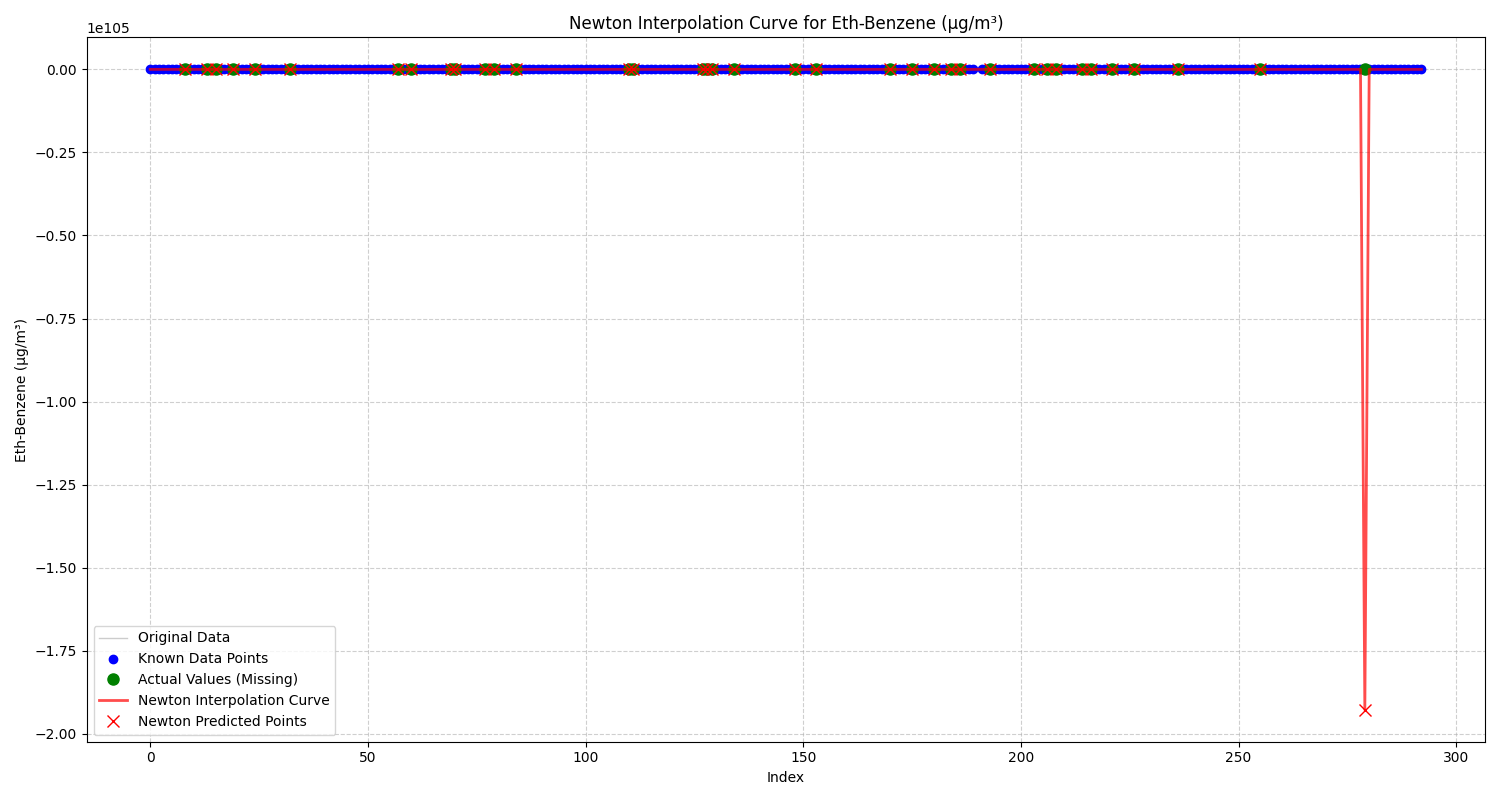 Newton Interpolation Curve for Eth-Benzene (µg/m³)
1e105
0.00
−0.25
−0.50
−0.75
−1.00
−1.25
−1.50
−1.75
−2.00
Eth-Benzene (µg/m³)
Original Data
Known Data Points
Actual Values (Missing)
Newton Interpolation Curve
Newton Predicted Points
0 50 100 150 200 250 300
Index